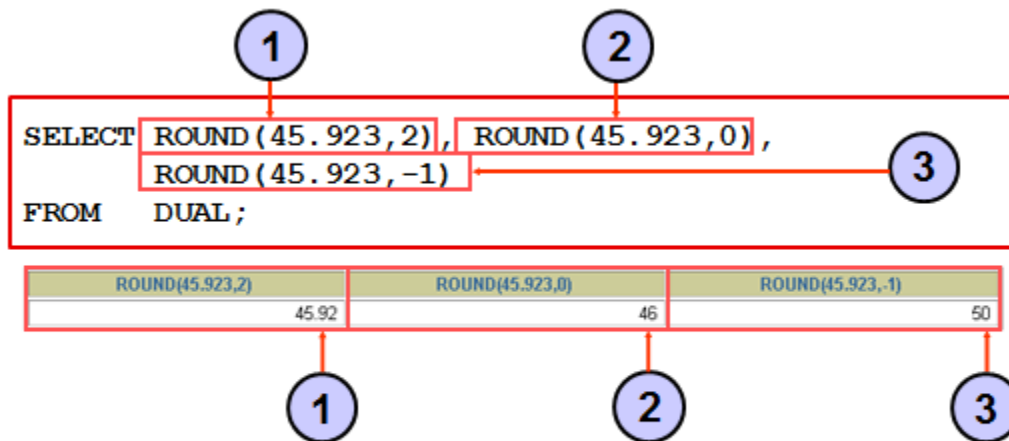 1 2
SELECT ROUND(45.923,2), ROUND(45.923,0),
ROUND(45.923,-1) 3
FROM DUAL;
ROUND(45.923,2) ROUND(45.923,0) ROUND(45.923,-1)
45.92 46 50
1 2 3